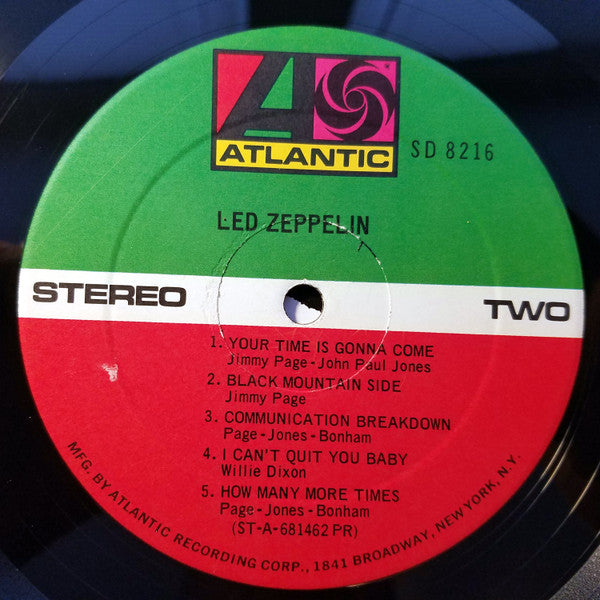 A
ATLANTIC
SD 8216
LED ZEPPELIN
STEREO
TWO
1. YOUR TIME IS GONNA COME
Jimmy Page-John Paul Jones
2. BLACK MOUNTAIN SIDE
Jimmy Page
3. COMMUNICATION BREAKDOWN
Page-Jones-Bonham
4. I CAN'T QUIT YOU BABY
Willie Dixon
5. HOW MANY MORE TIMES
Page-Jones-Bonham
(ST-A-681462 PR)
MFG. BY ATLANTIC RECORDING CORP., 1841 BROADWAY, NEW YORK, N.Y.